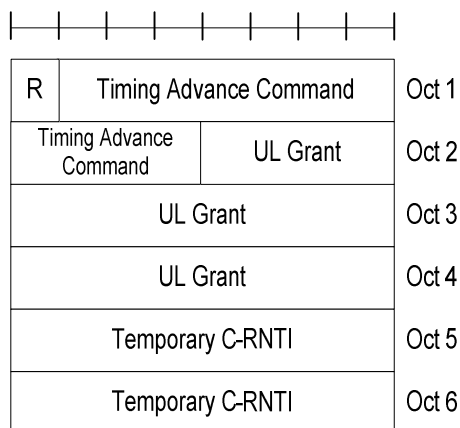 R Timing Advance Command Oct 1
Timing Advance
Command UL Grant Oct 2
UL Grant Oct 3
UL Grant Oct 4
Temporary C-RNTI Oct 5
Temporary C-RNTI Oct 6